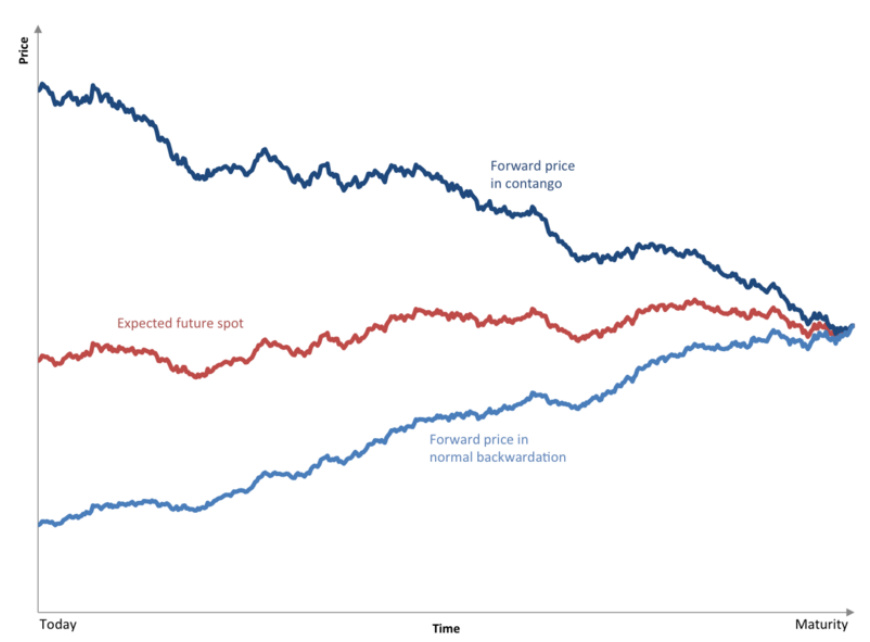 Price
Forward price
in contango
Expected future spot
Forward price in
normal backwardation
Today
Time
Maturity